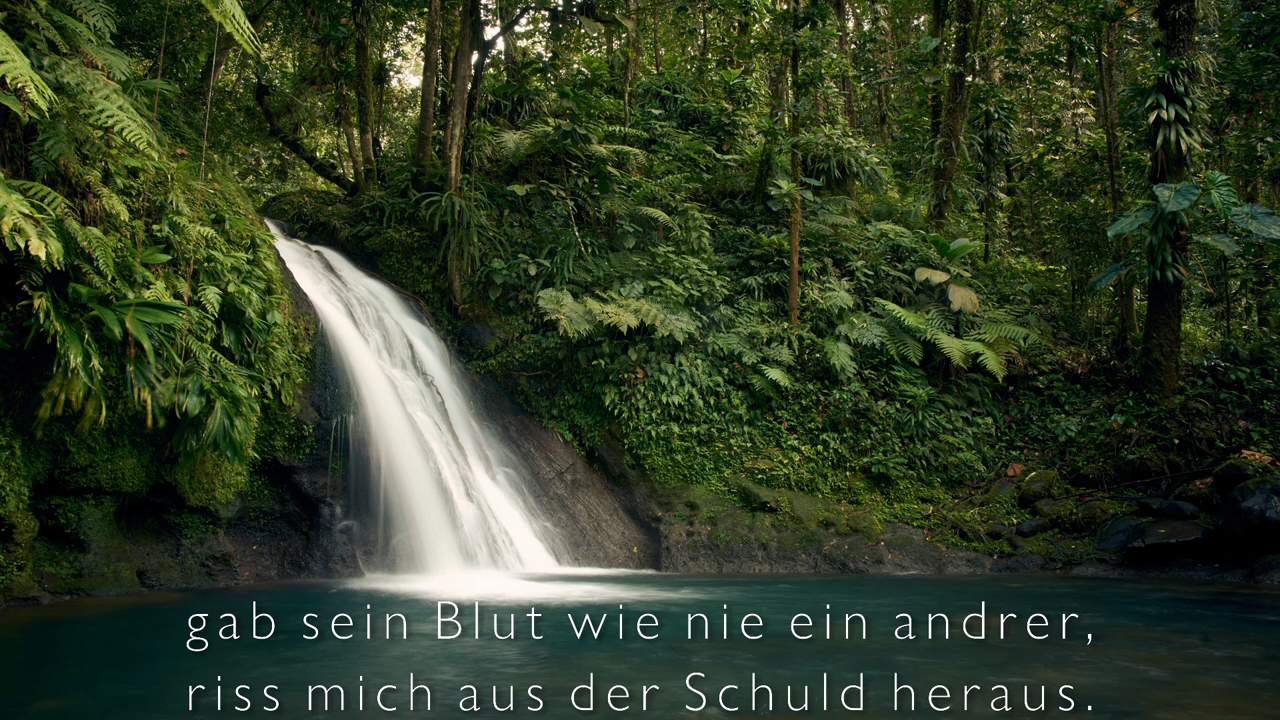 gab sein Blut wie nie ein andrer,
riss mich aus der Schuld heraus.